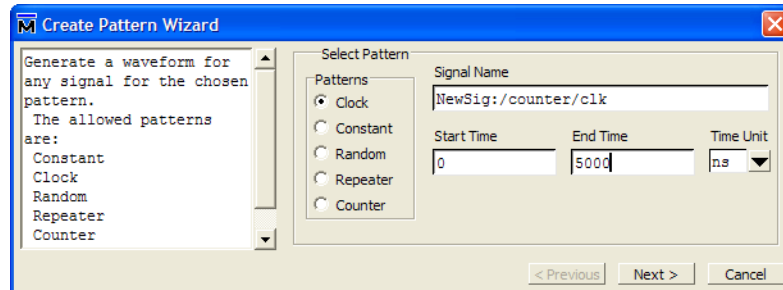 Create Pattern Wizard
Generate a waveform for
any signal for the chosen
pattern.
The allowed patterns
are:
Constant
Clock
Random
Repeater
Counter
Select Pattern
Patterns
Clock
Constant
Random
Repeater
Counter
Signal Name
NewSig:/counter/clk
Start Time End Time Time Unit
0 5000 ns
< Previous Next > Cancel